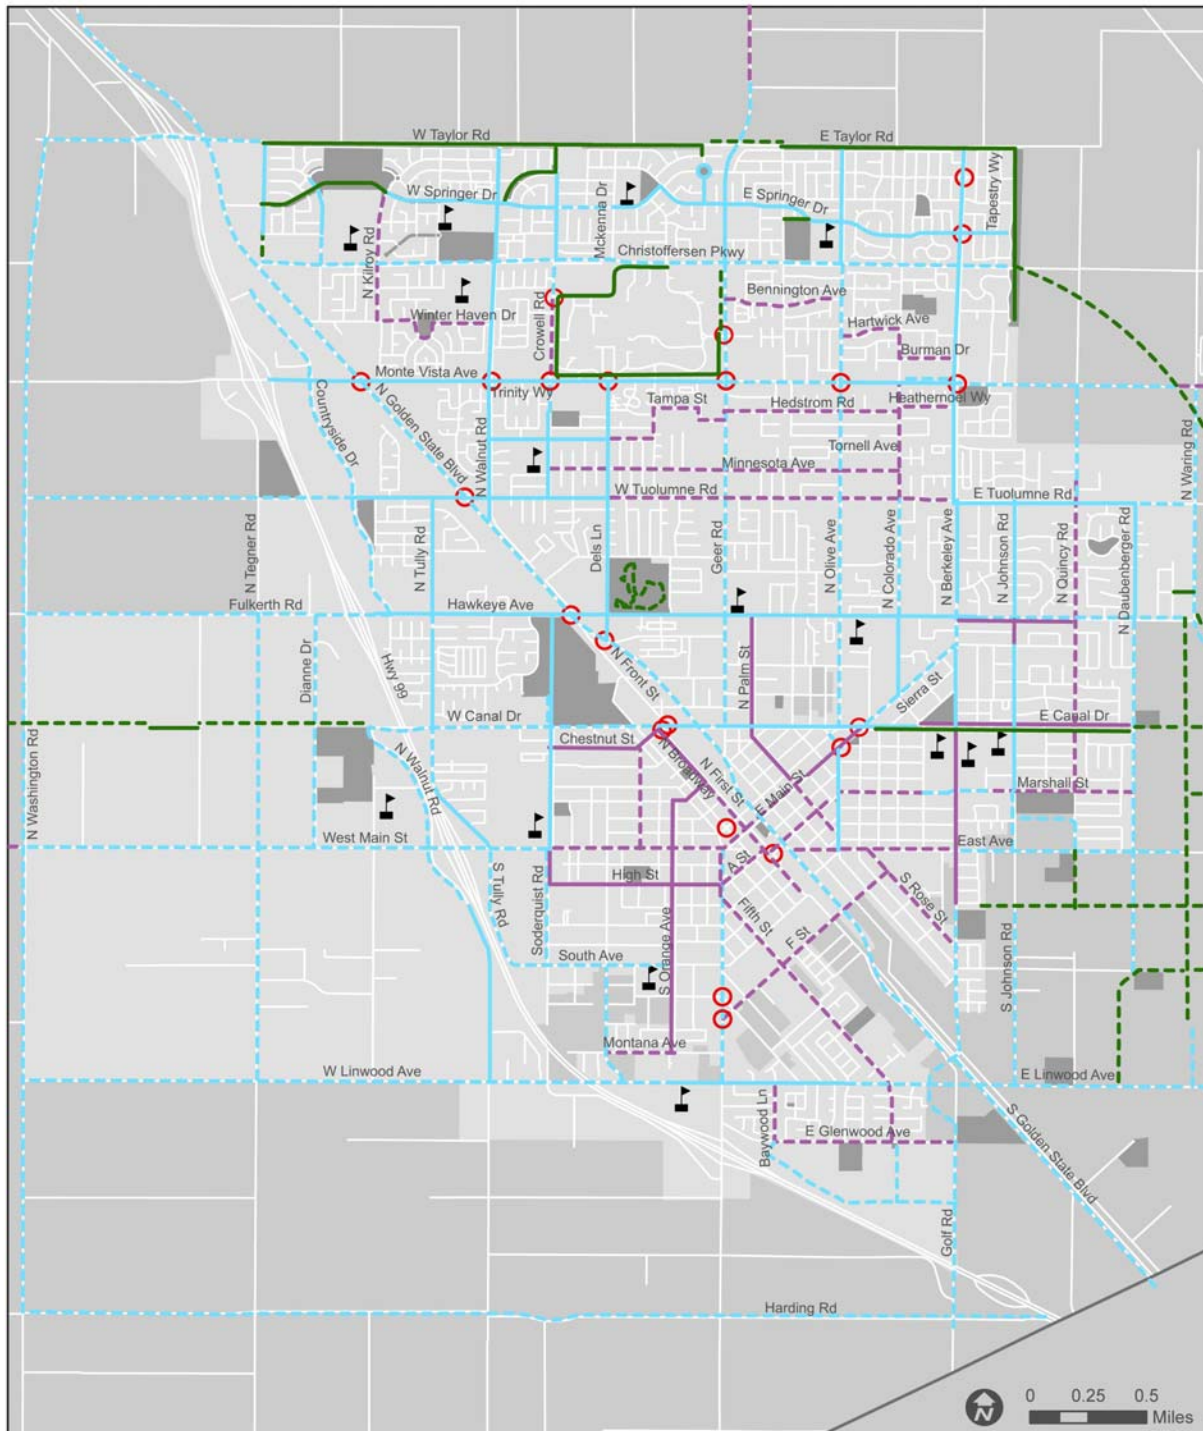 W Taylor Rd
E Taylor Rd
W Springer Dr
Mckenna Dr
E Springer Dr
Tapestry Wy
N Kilroy Rd
Christoffersen Pkwy
Bennington Ave
Winter Haven Dr
Crowell Rd
Hartwick Ave
Burman Dr
Monte Vista Ave
Trinity Wy
Tampa St
Hedstrom Rd
Heathernoel Wy
Countryside Dr
N Golden State Blvd
N Walnut Rd
Tornell Ave
N Waring Rd
Minnesota Ave
W Tuolumne Rd
E Tuolumne Rd
N Tegner Rd
N Tully Rd
Dels Ln
Geer Rd
N Olive Ave
N Colorado Ave
N Berkeley Ave
N Johnson Rd
N Quincy Rd
N Daubenberger Rd
Fulkerth Rd
Hawkeye Ave
Dianne Dr
Hwy 99
N Front St
N Palm St
Sierra St
W Canal Dr
E Canal Dr
Chestnut St
N Washington Rd
N Walnut Rd
N Broadway
N First St
E Main St
Marshall St
West Main St
East Ave
A St
S Tully Rd
High St
S Rose St
Soderquist Rd
S Orange Ave
Fifth St
F St
South Ave
S Johnson Rd
Montana Ave
W Linwood Ave
E Linwood Ave
Baywood Ln
E Glenwood Ave
S Golden State Blvd
Golf Rd
Harding Rd
N
0 0.25 0.5
Miles